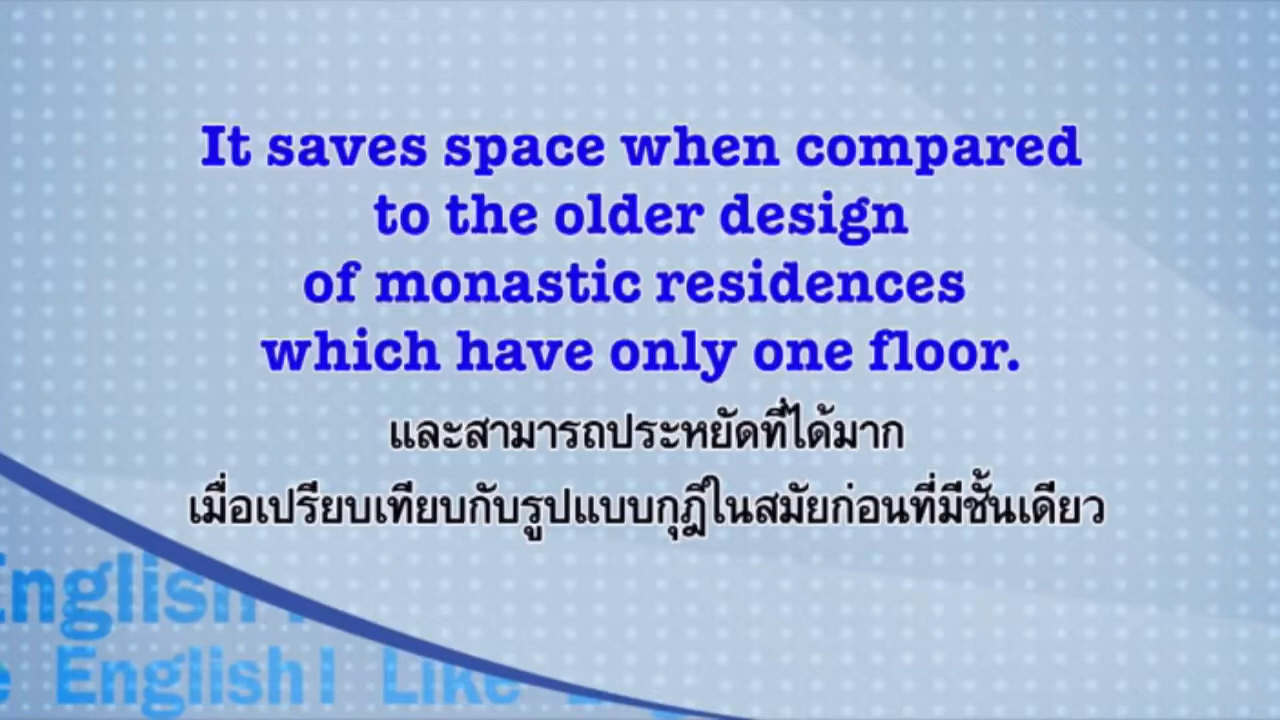 It saves space when compared
to the older design
of monastic residences
which have only one floor.
และสามารถประหยัดที่ได้มาก
เมื่อเปรียบเทียบกับรูปแบบกุฏิในสมัยก่อนที่มีชั้นเดียว
English
English! Like